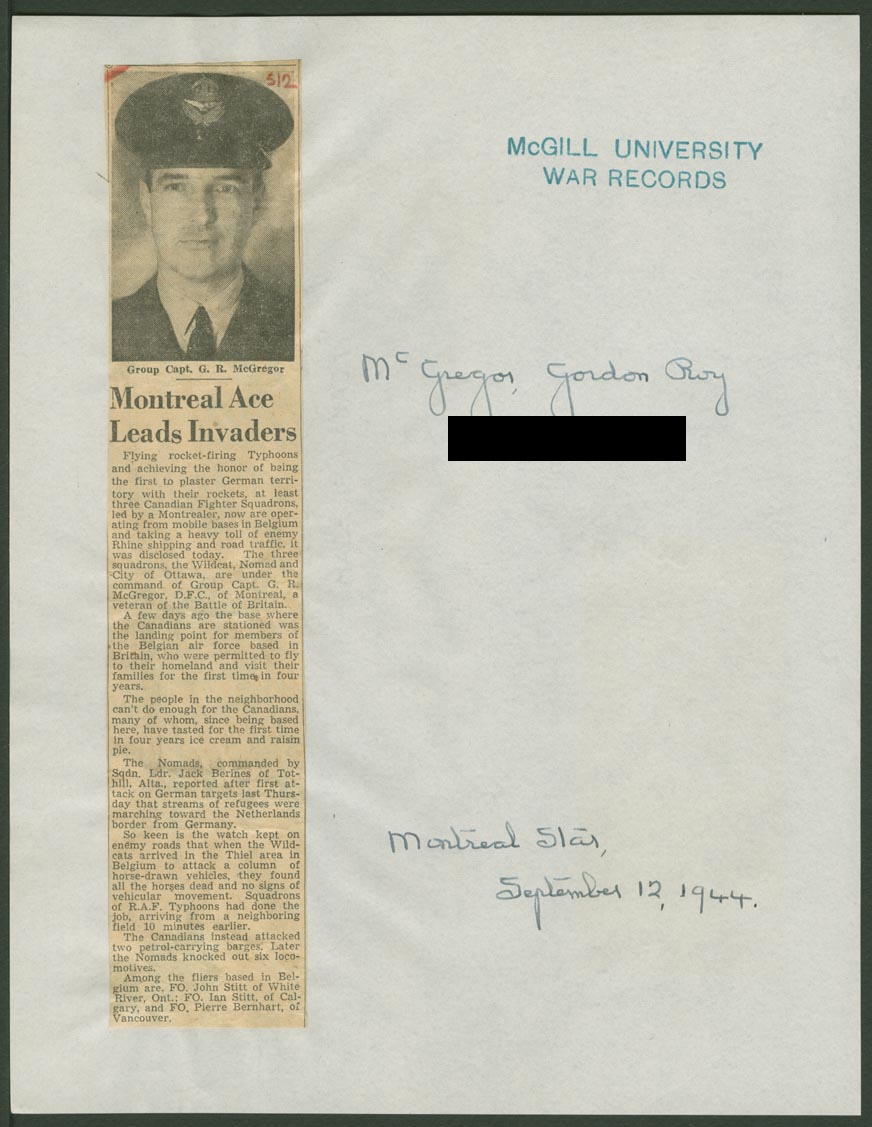 512
McGILL UNIVERSITY
WAR RECORDS
Group Capt. G. R. McGregor
McGregor, Gordon Roy
Montreal Ace
Leads Invaders
Flying rocket-firing Typhoons
and achieving the honor of being
the first to plaster German terri-
tory with their rockets, at least
three Canadian Fighter Squadrons,
led by a Montrealer, now are oper-
ating from mobile bases in Belgium
and taking a heavy toll of enemy
Rhine shipping and road traffic, it
was disclosed today. The three
squadrons, the Wildcat, Nomad and
City of Ottawa, are under the
command of Group Capt. G. R.
McGregor, D.F.C., of Montreal, a
veteran of the Battle of Britain.
A few days ago the base where
the Canadians are stationed was
the landing point for members of
the Belgian air force based in
Britain, who were permitted to fly
to their homeland and visit their
families for the first time in four
years.
The people in the neighborhood
can't do enough for the Canadians,
many of whom, since being based
here, have tasted for the first time
in four years ice cream and raisin
pie.
The Nomads, commanded by
Sqdn. Ldr. Jack Berines of Tot-
hill, Alta., reported after first at-
tack on German targets last Thurs-
day that streams of refugees were
marching toward the Netherlands
border from Germany.
So keen is the watch kept on
enemy roads that when the Wild-
cats arrived in the Thiel area in
Belgium to attack a column of
horse-drawn vehicles, they found
all the horses dead and no signs of
vehicular movement. Squadrons
of R.A.F. Typhoons had done the
job, arriving from a neighboring
field 10 minutes earlier.
The Canadians instead attacked
two petrol-carrying barges. Later
the Nomads knocked out six loco-
motives.
Among the fliers based in Bel-
gium are, FO. John Stitt of White
River, Ont.; FO. Ian Stitt, of Cal-
gary, and FO. Pierre Bernhart, of
Vancouver.
Montreal Star,
September 12, 1944.